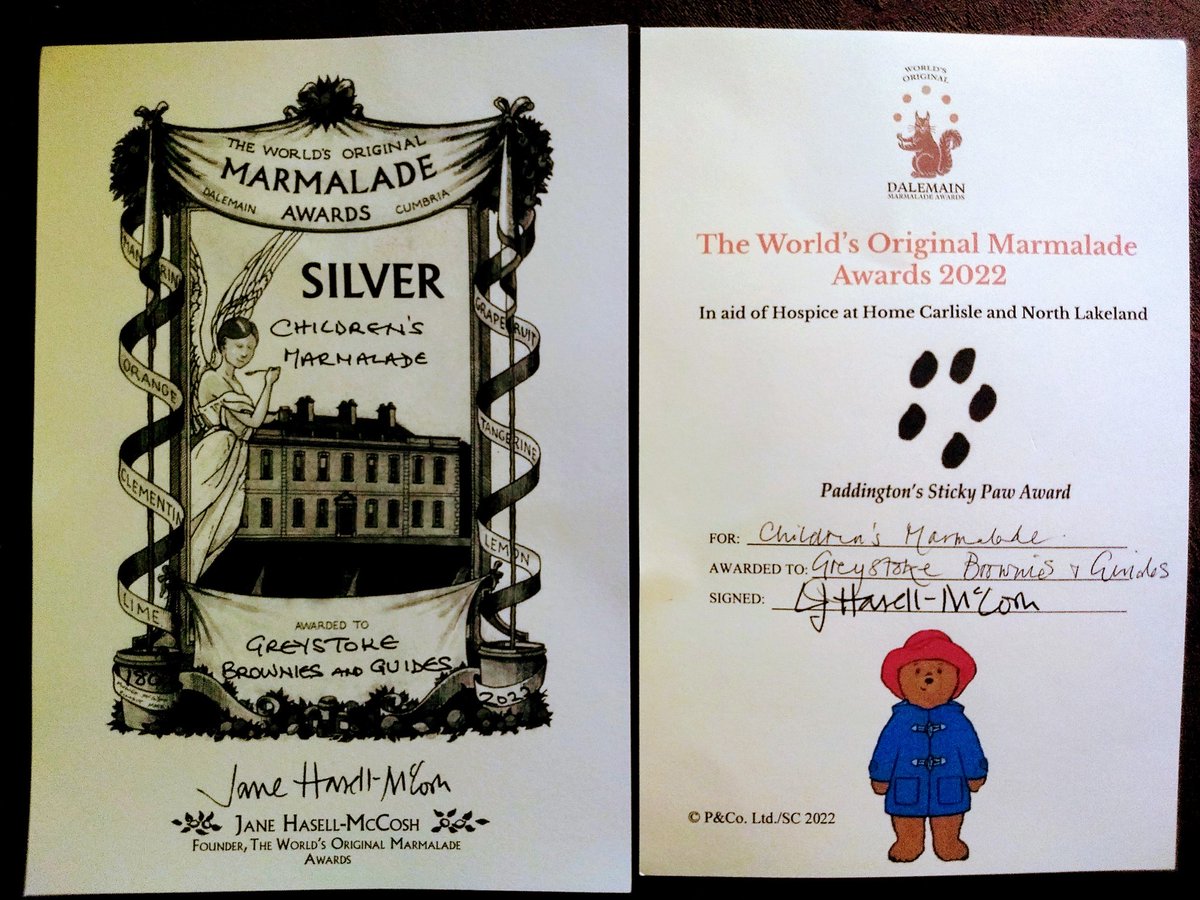 THE WORLD'S ORIGINAL
MARMALADE
DALEMAIN AWARDS CUMBRIA
SILVER
CHILDREN'S
MARMALADE
MANDARIN
ORANGE
CLEMENTIN
LIME
GRAPEFRUIT
TANGERINE
LEMON
AWARDED TO
GREYSTOKE
BROWNIES AND GUIDES
2022
Jane Hasell-McCosh
JANE HASELL-MCCOSH
FOUNDER, THE WORLD'S ORIGINAL MARMALADE
AWARDS
WORLD'S
ORIGINAL
DALEMAIN
MARMALADE AWARDS
The World's Original Marmalade
Awards 2022
In aid of Hospice at Home Carlisle and North Lakeland
Paddington's Sticky Paw Award
FOR: Children's Marmalade.
AWARDED TO: Greystoke Brownies & Guides
SIGNED: J Hasell-McCosh
© P&Co. Ltd./SC 2022